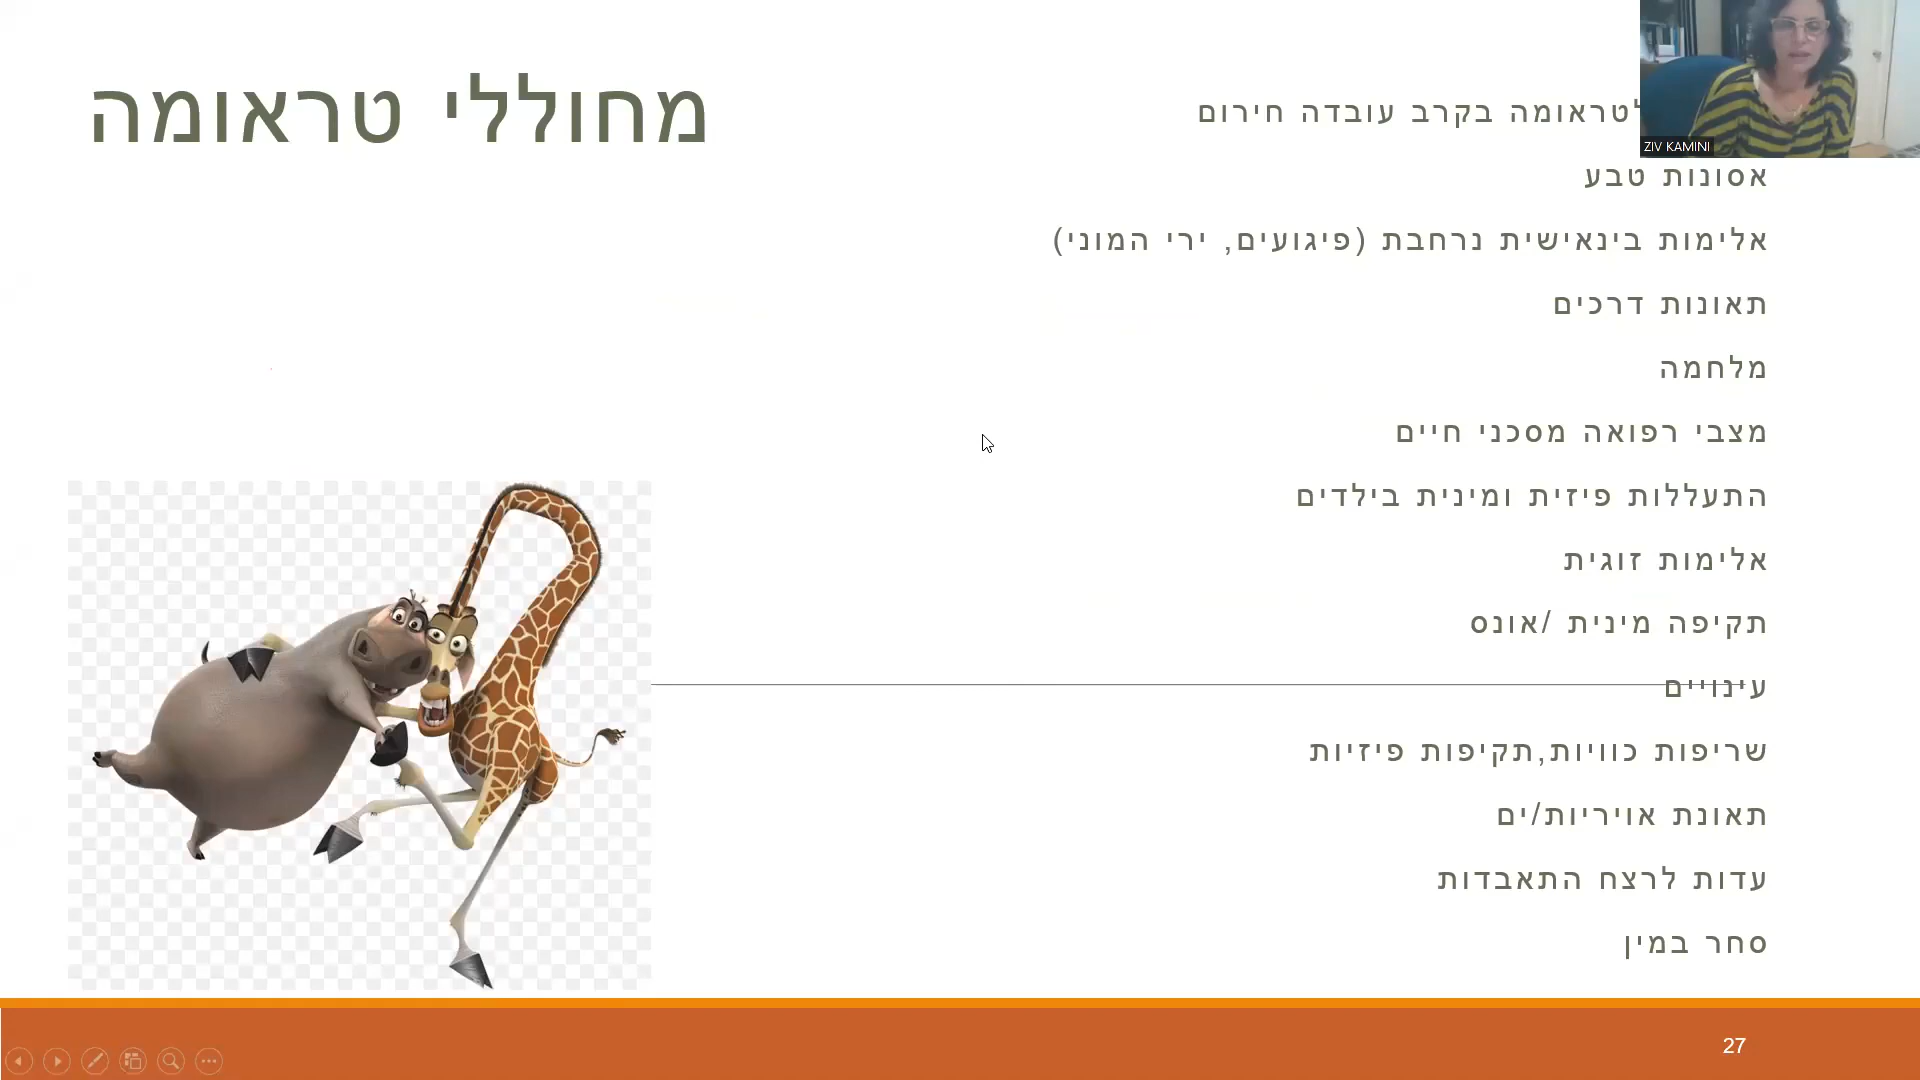 מחוללי טראומה
לטראומה בקרב עובדה חירום
ZIV KAMINI
אסונות טבע
אלימות בינאישית נרחבת (פיגועים, ירי המוני)
תאונות דרכים
מלחמה
מצבי רפואה מסכני חיים
התעללות פיזית ומינית בילדים
אלימות זוגית
תקיפה מינית /אונס
עינויים
שריפות כוויות,תקיפות פיזיות
תאונת אויריות/ים
עדות לרצח התאבדות
סחר במין
27